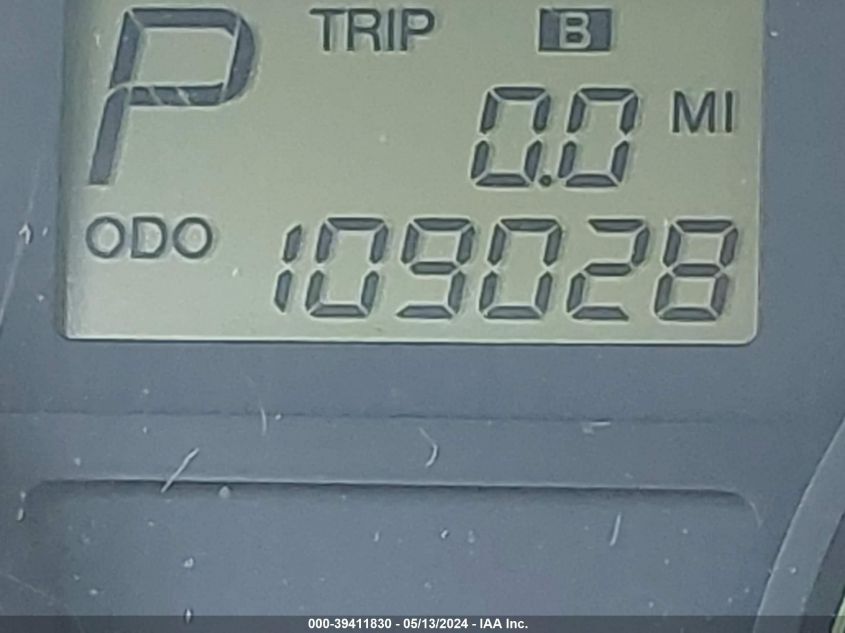 P TRIP B
0.0 MI
ODO 109028
000-39411830 - 05/13/2024 - IAA Inc.